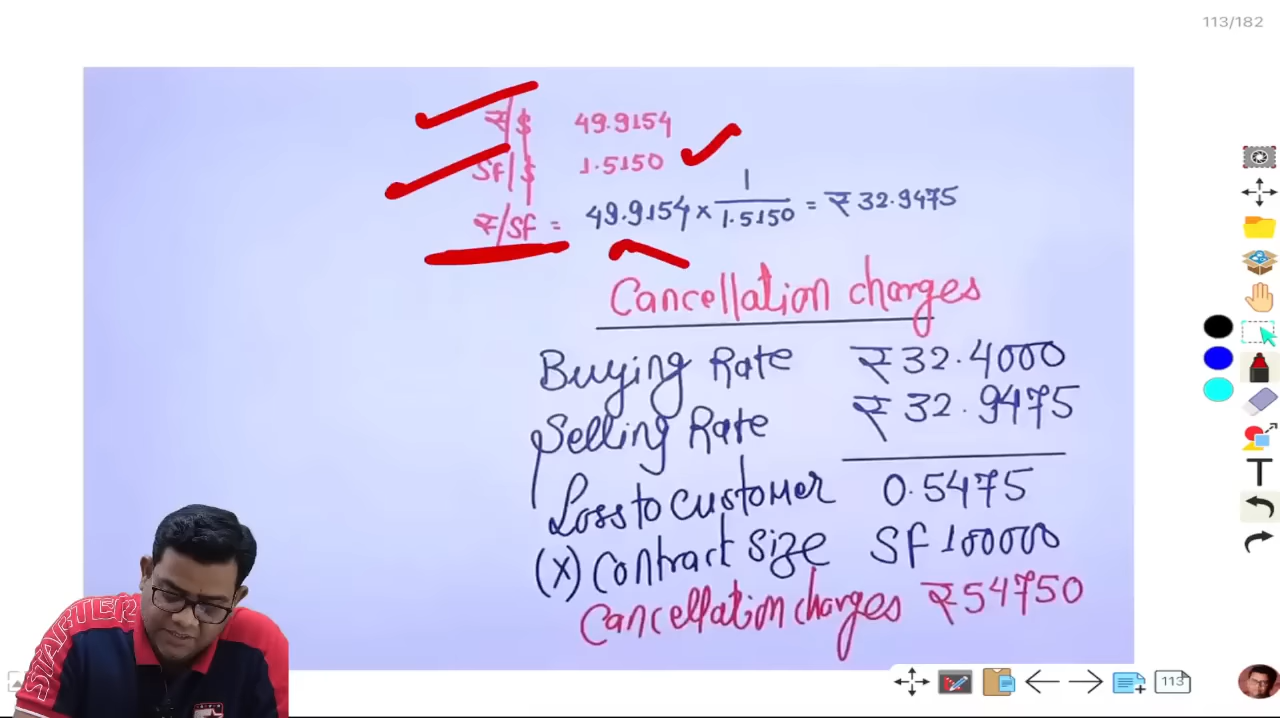 113/182
₹/$ 49.9154
SF/$ 1.5150
₹/SF = 49.9154 × 1/1.5150 = ₹32.9475
Cancellation charges
Buying Rate ₹32.4000
Selling Rate ₹32.9475
Loss to customer 0.5475
(x) Contract size SF 100000
Cancellation charges ₹54750
STARTER
T
113